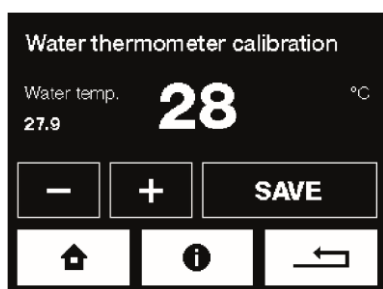 Water thermometer calibration
Water temp.
27.9
28
°C
− + SAVE